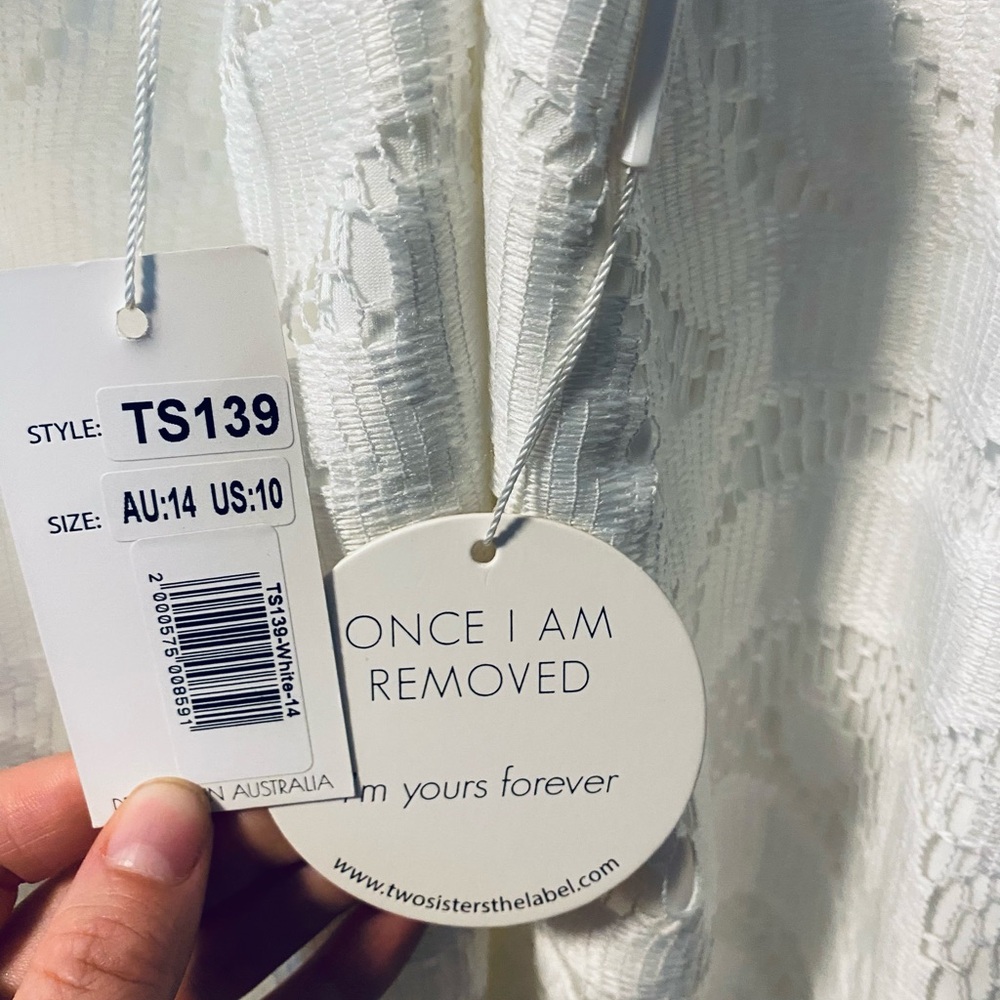 STYLE: TS139
SIZE: AU:14 US:10
TS139-White-14
2 000575 008591
AUSTRALIA
ONCE I AM
REMOVED
yours forever
www.twosistersthelabel.com